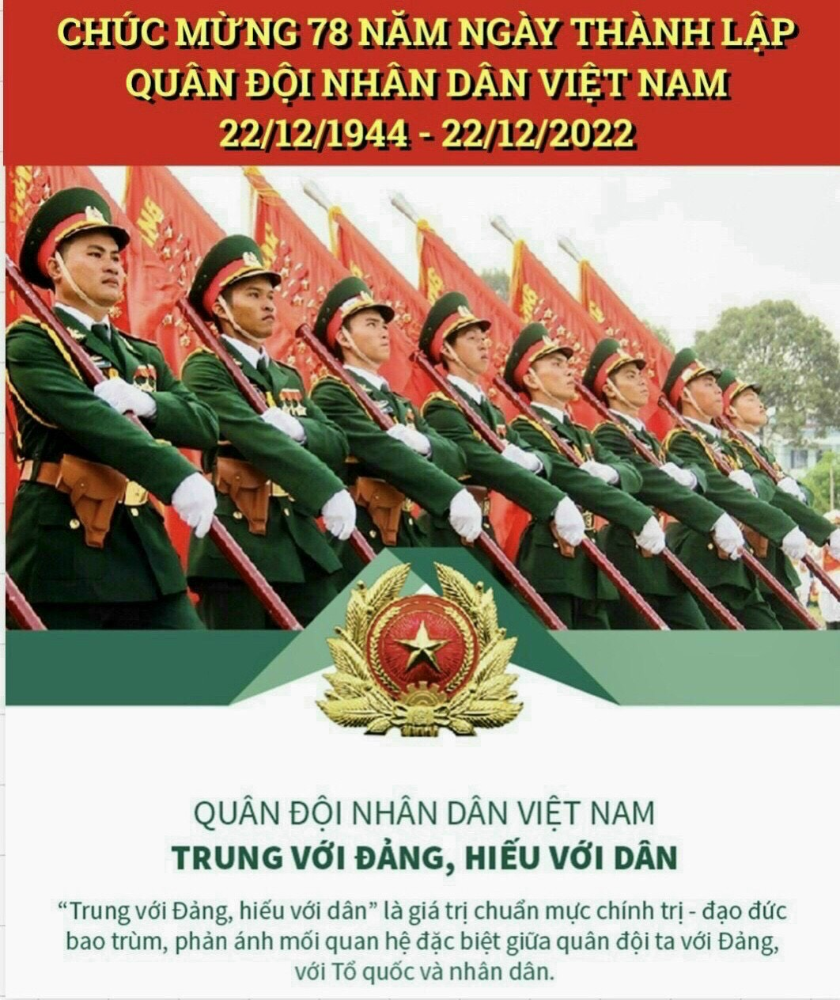 CHÚC MỪNG 78 NĂM NGÀY THÀNH LẬP
QUÂN ĐỘI NHÂN DÂN VIỆT NAM
22/12/1944 - 22/12/2022
QUÂN ĐỘI NHÂN DÂN VIỆT NAM
TRUNG VỚI ĐẢNG, HIẾU VỚI DÂN
“Trung với Đảng, hiếu với dân” là giá trị chuẩn mực chính trị - đạo đức
bao trùm, phản ánh mối quan hệ đặc biệt giữa quân đội ta với Đảng,
với Tổ quốc và nhân dân.